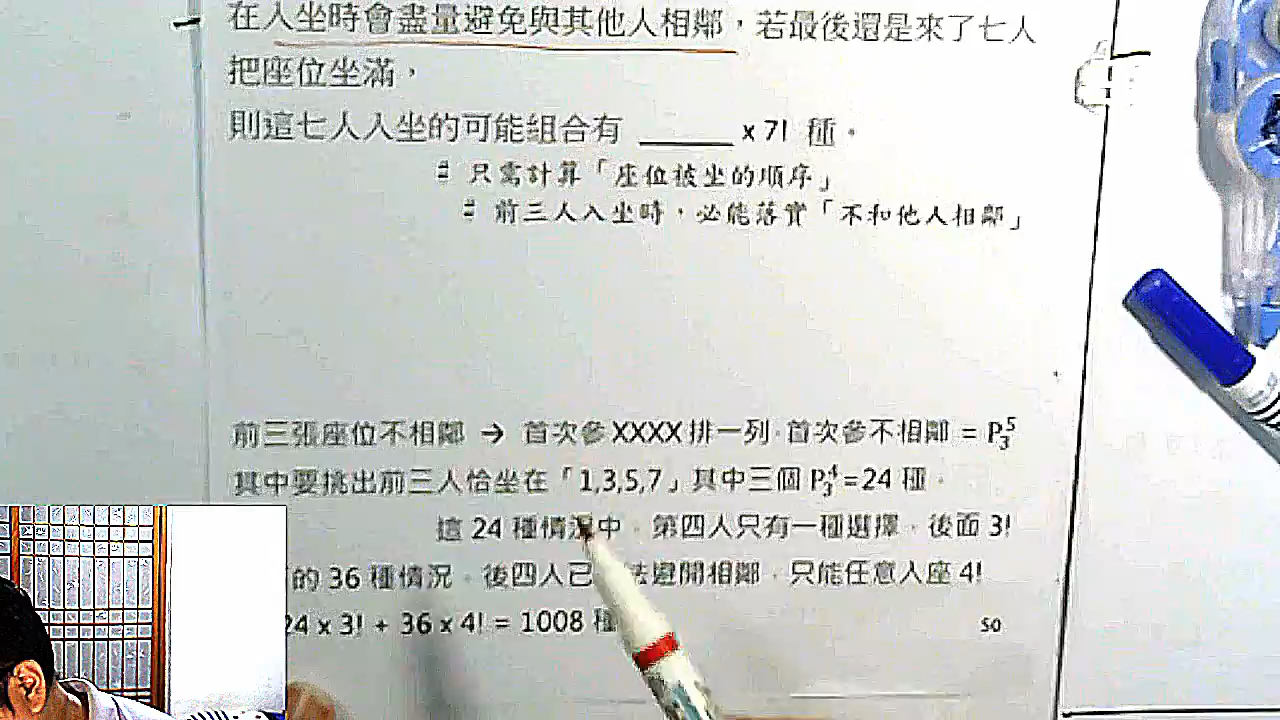 在入坐時會盡量避免與其他人相鄰，若最後還是來了七人
把座位坐滿，
則這七人入坐的可能組合有 ______ x 7! 種。
只需計算「座位被坐的順序」
前三人入坐時，必能落實「不和他人相鄰」
前三張座位不相鄰 → 首次參XXXX排一列，首次參不相鄰 = P₃⁵
其中要挑出前三人恰坐在「1,3,5,7」其中三個 P₃⁴=24 種。
這 24 種情況中，第四人只有一種選擇，後面 3!
的 36 種情況，後四人已 法避開相鄰，只能任意入座 4!
24 x 3! + 36 x 4! = 1008 種
50